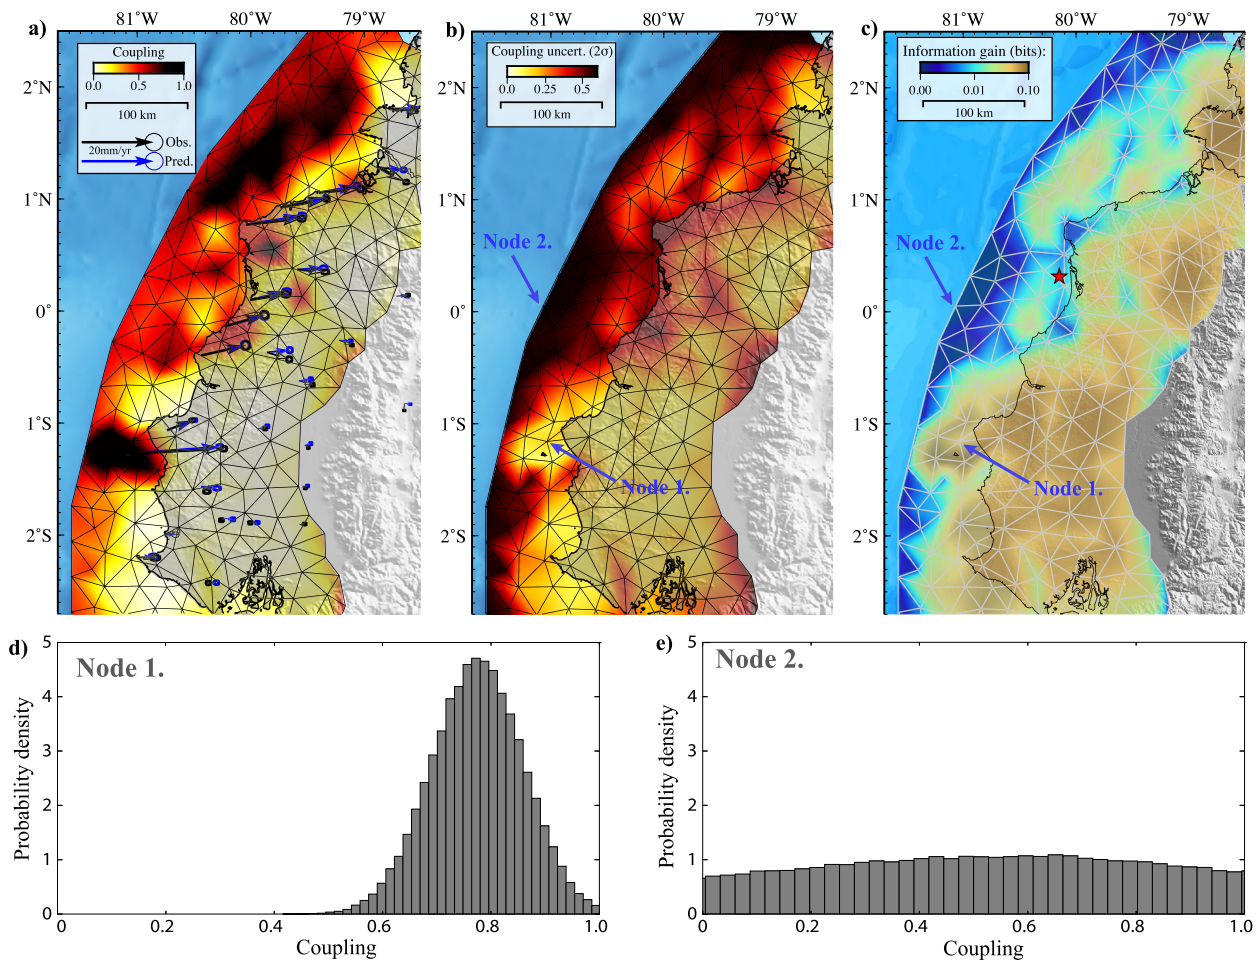 81°W 80°W 79°W 81°W 80°W 79°W 81°W 80°W 79°W
a) b) c)
Coupling
0.0 0.5 1.0
100 km
Obs.
20mm/yr
Pred.
Coupling uncert. (2σ)
0.0 0.25 0.5
100 km
Information gain (bits):
0.00 0.01 0.10
100 km
2°N 2°N 2°N
1°N 1°N 1°N
Node 2. Node 2.
0° 0° 0°
1°S 1°S 1°S
Node 1. Node 1.
2°S 2°S 2°S
d) e)
Node 1.
Probability density
5
4
3
2
1
0
0 0.2 0.4 0.6 0.8 1.0
Coupling
Node 2.
Probability density
5
4
3
2
1
0
0 0.2 0.4 0.6 0.8 1.0
Coupling